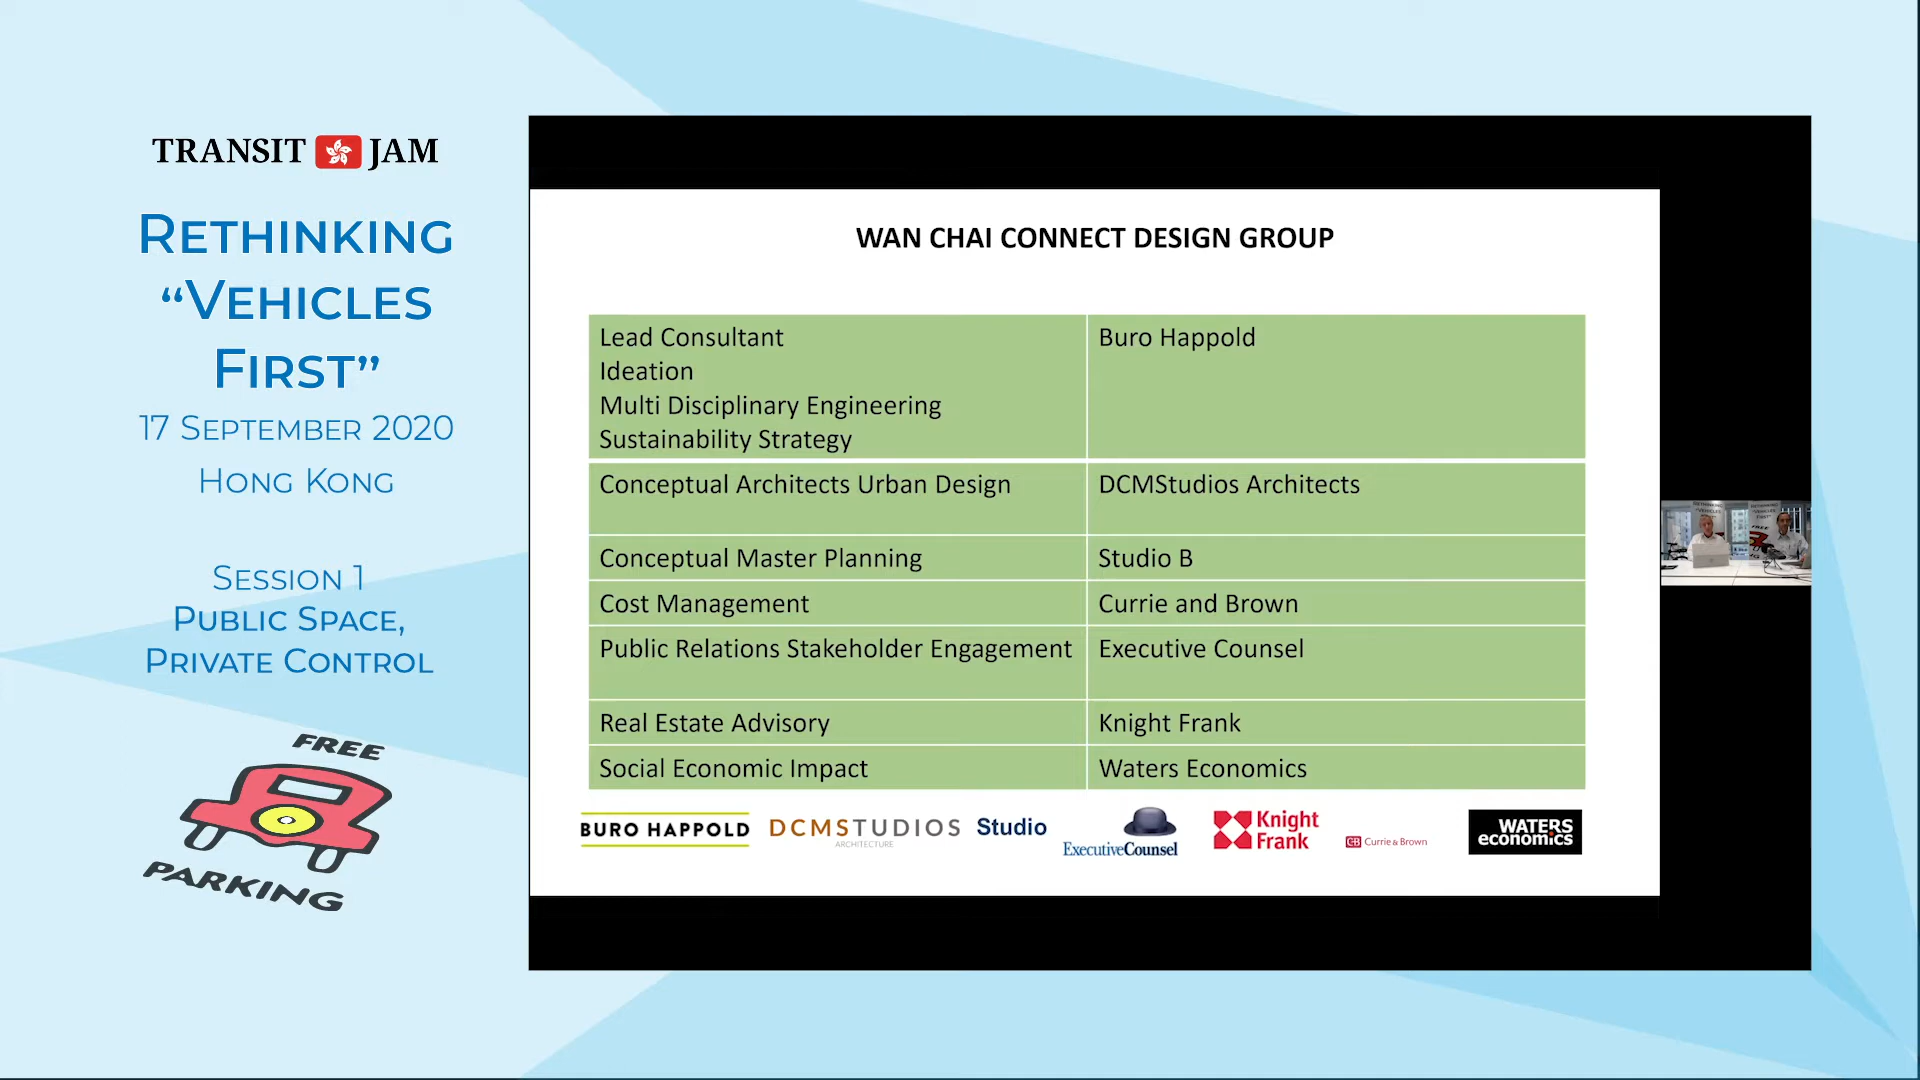 TRANSIT JAM
RETHINKING
“VEHICLES
FIRST”
17 SEPTEMBER 2020
HONG KONG
SESSION 1
PUBLIC SPACE,
PRIVATE CONTROL
FREE
PARKING
WAN CHAI CONNECT DESIGN GROUP
Lead Consultant
Ideation
Multi Disciplinary Engineering
Sustainability Strategy
Buro Happold
Conceptual Architects Urban Design
DCMStudios Architects
Conceptual Master Planning
Studio B
Cost Management
Currie and Brown
Public Relations Stakeholder Engagement
Executive Counsel
Real Estate Advisory
Knight Frank
Social Economic Impact
Waters Economics
BURO HAPPOLD
DCMSTUDIOS
ARCHITECTURE
Studio
ExecutiveCounsel
Knight
Frank
CB Currie & Brown
WATERS
economics